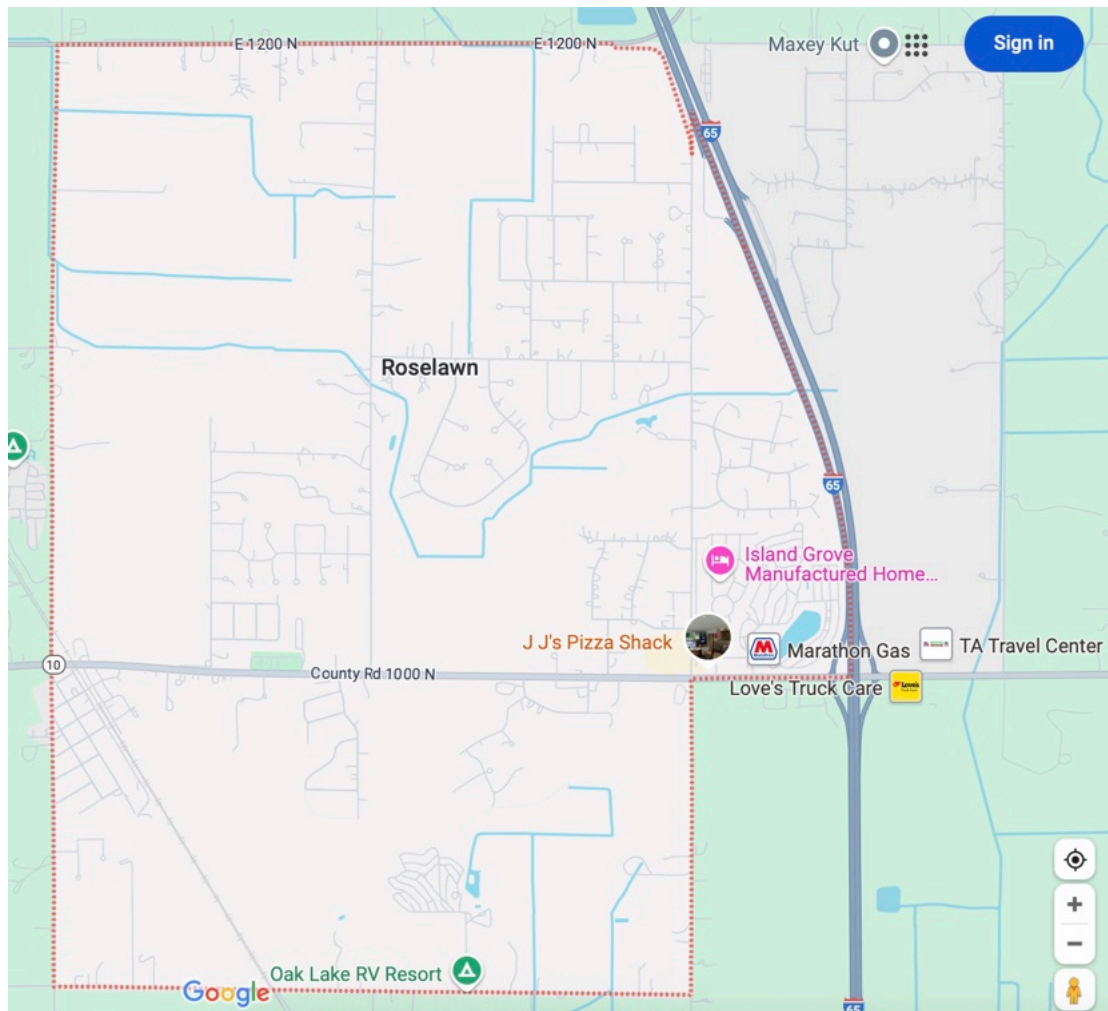 E 1200 N
E 1200 N
Maxey Kut
Sign in
65
Roselawn
65
Island Grove
Manufactured Home...
J J's Pizza Shack
Marathon Gas
TA Travel Center
10
County Rd 1000 N
Love's Truck Care
Oak Lake RV Resort
Google
65